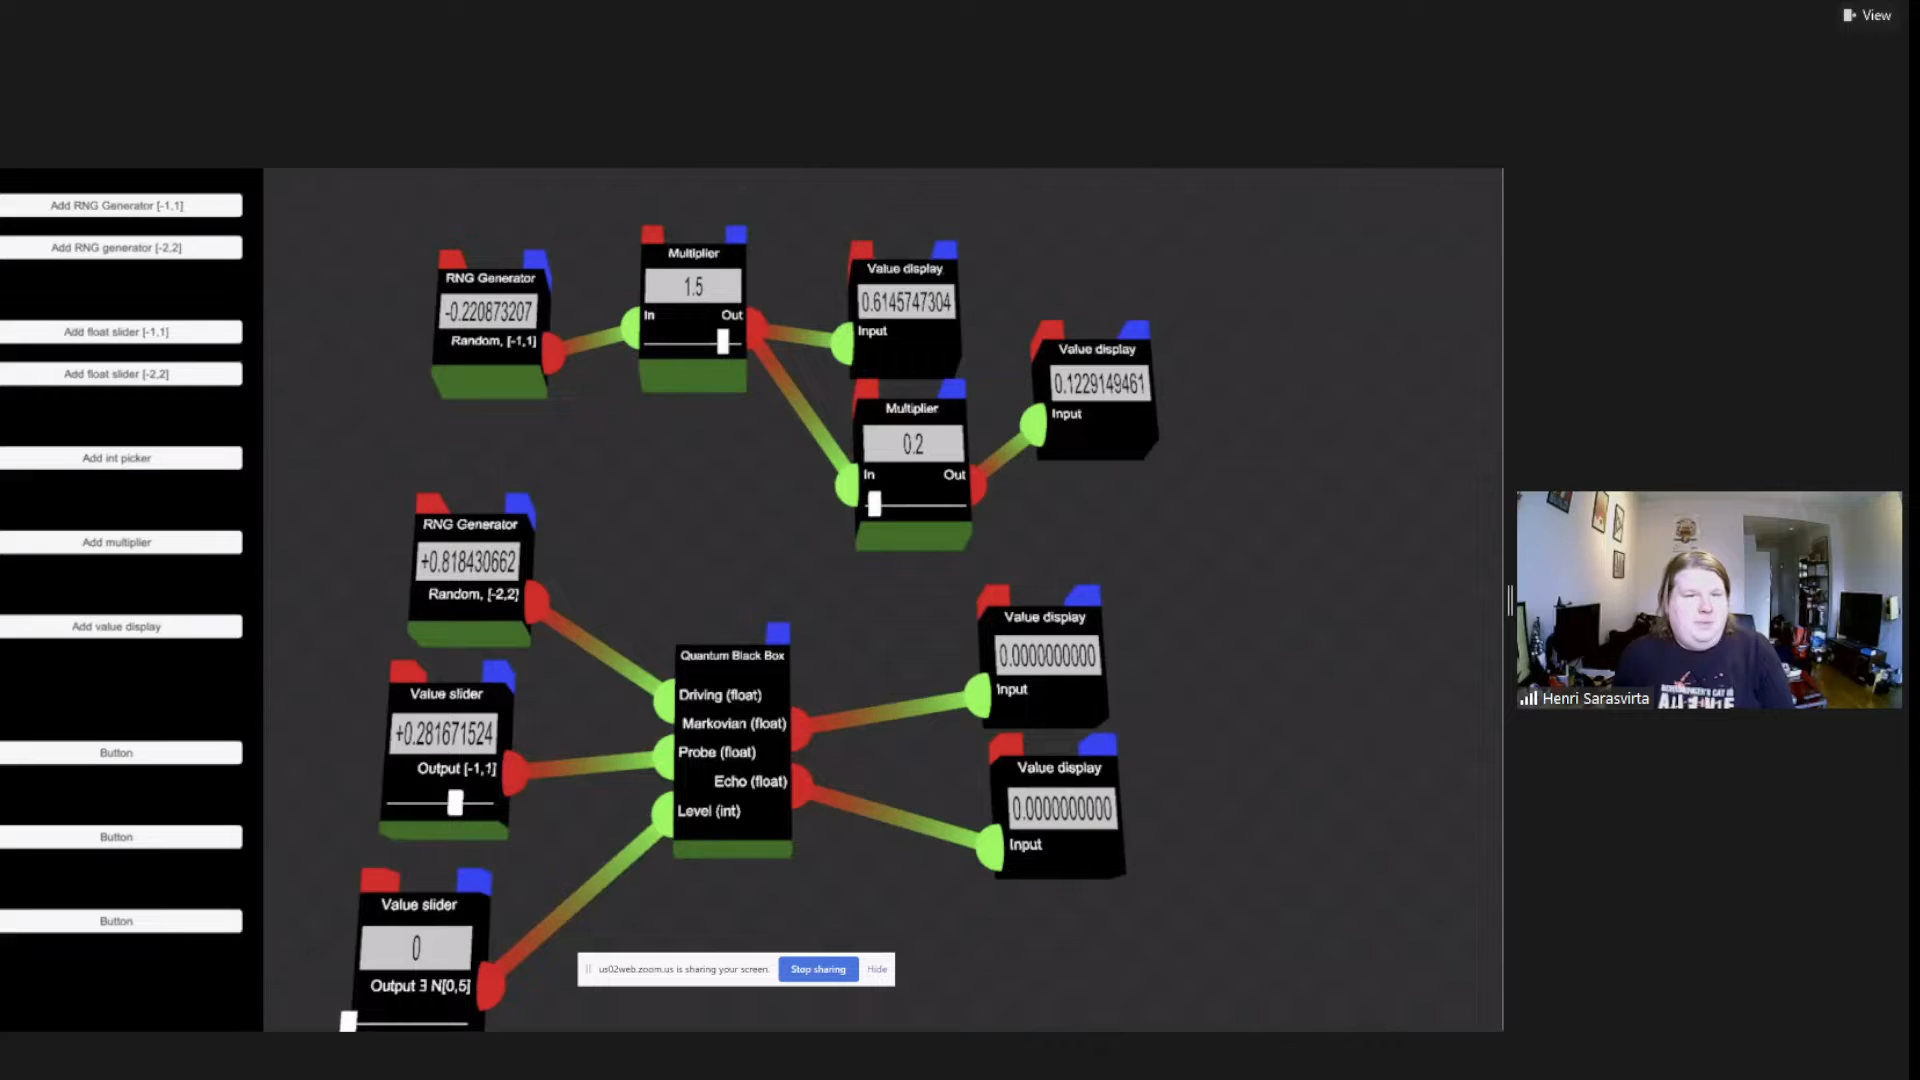 View
Add RNG Generator [-1,1]
Add RNG generator [-2,2]
Add float slider [-1,1]
Add float slider [-2,2]
Add int picker
Add multiplier
Add value display
Button
Button
Button
RNG Generator
-0.220873207
Random, [-1,1]
Multiplier
1.5
In Out
Value display
0.6145747304
Input
Multiplier
0.2
In Out
Value display
0.1229149461
Input
RNG Generator
+0.818430662
Random, [-2,2]
Value slider
+0.281671524
Output [-1,1]
Value slider
0
Output ∃ N[0,5]
Quantum Black Box
Driving (float)
Markovian (float)
Probe (float)
Echo (float)
Level (int)
Value display
0.0000000000
Input
Value display
0.0000000000
Input
us02web.zoom.us is sharing your screen. Stop sharing Hide
CAT IS
Henri Sarasvirta